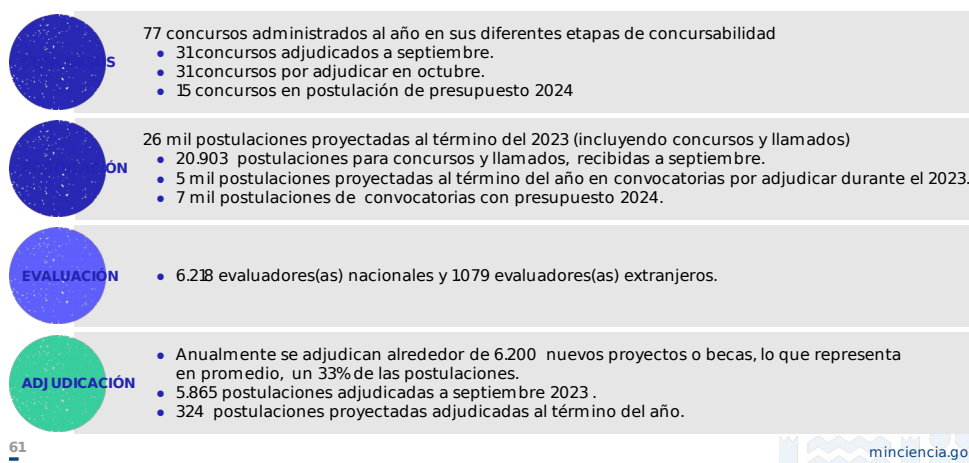 77 concursos administrados al año en sus diferentes etapas de concursabilidad
● 31 concursos adjudicados a septiembre.
● 31 concursos por adjudicar en octubre.
● 15 concursos en postulación de presupuesto 2024
26 mil postulaciones proyectadas al término del 2023 (incluyendo concursos y llamados)
● 20.903 postulaciones para concursos y llamados, recibidas a septiembre.
● 5 mil postulaciones proyectadas al término del año en convocatorias por adjudicar durante el 2023.
● 7 mil postulaciones de convocatorias con presupuesto 2024.
EVALUACIÓN
● 6.218 evaluadores(as) nacionales y 1079 evaluadores(as) extranjeros.
ADJUDICACIÓN
● Anualmente se adjudican alrededor de 6.200 nuevos proyectos o becas, lo que representa
en promedio, un 33% de las postulaciones.
● 5.865 postulaciones adjudicadas a septiembre 2023 .
● 324 postulaciones proyectadas adjudicadas al término del año.
61
minciencia.go